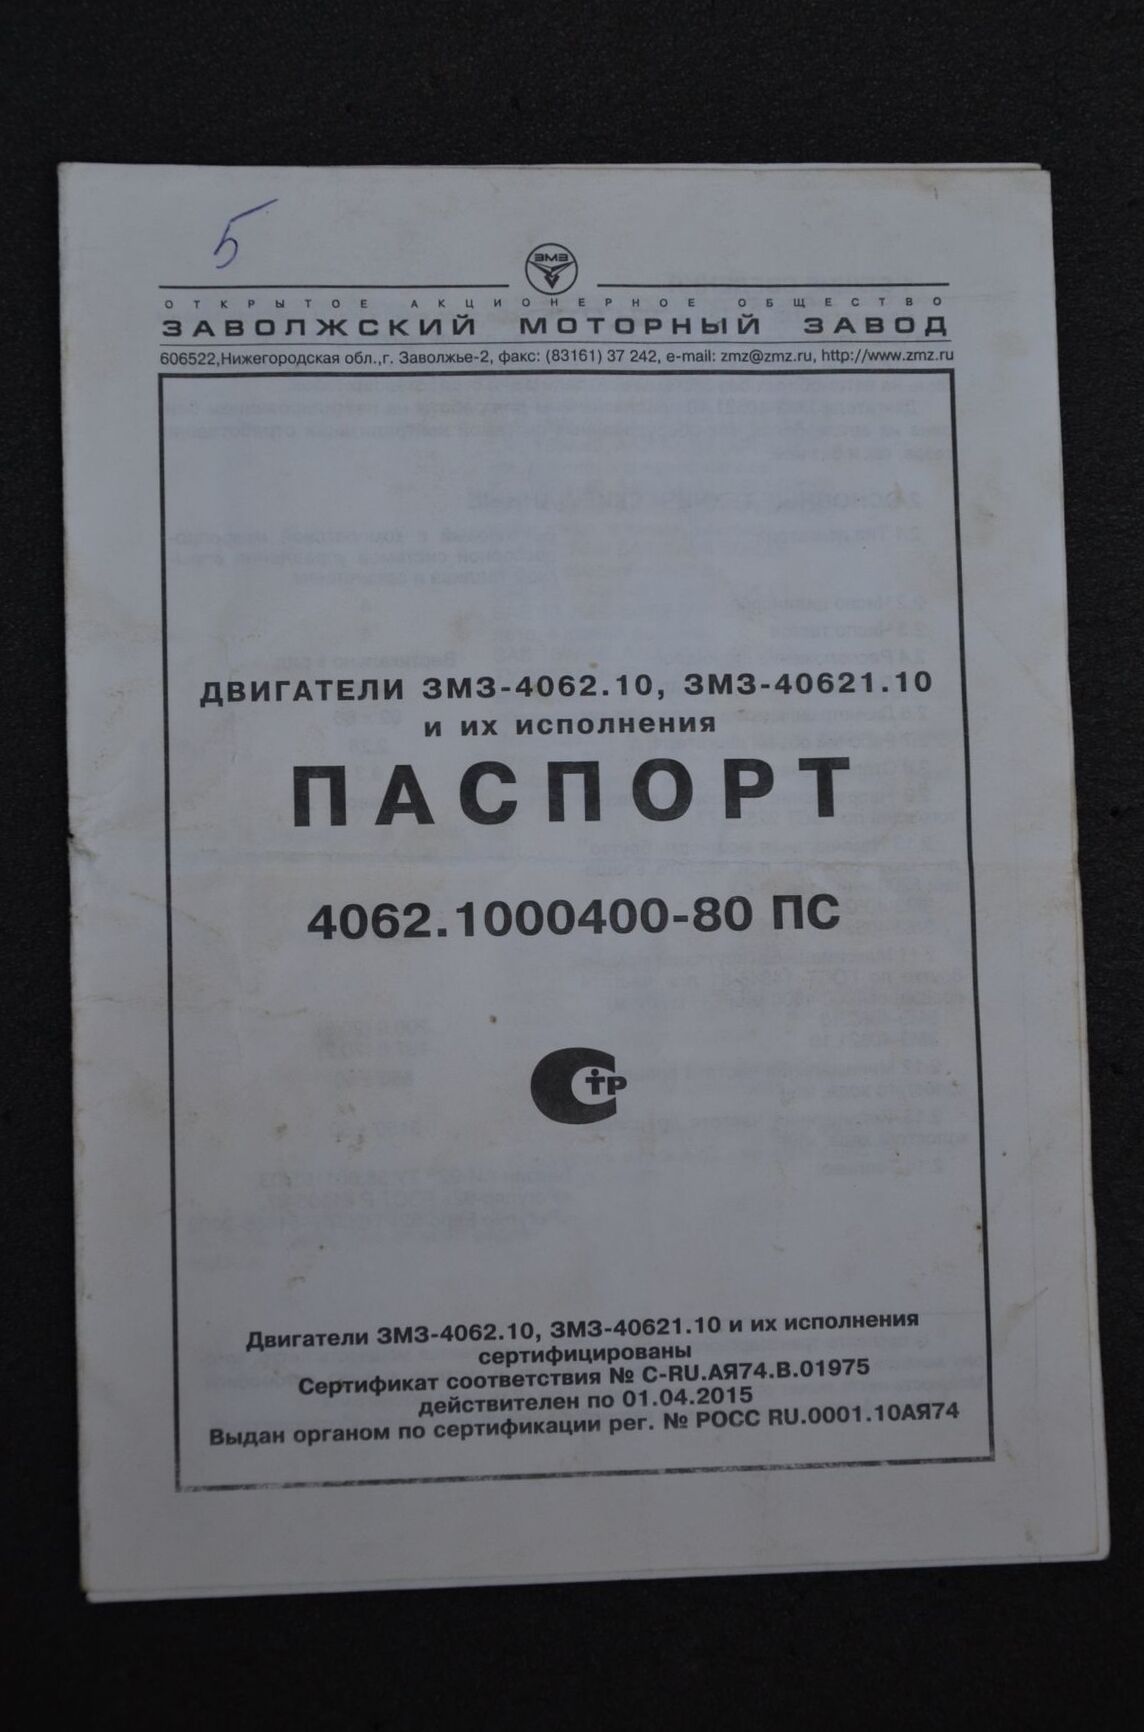 5
ЗМЗ
ОТКРЫТОЕ АКЦИОНЕРНОЕ ОБЩЕСТВО
ЗАВОЛЖСКИЙ МОТОРНЫЙ ЗАВОД
606522,Нижегородская обл.,г. Заволжье-2, факс: (83161) 37 242, e-mail: zmz@zmz.ru, http://www.zmz.ru
ДВИГАТЕЛИ ЗМЗ-4062.10, ЗМЗ-40621.10
и их исполнения
ПАСПОРТ
4062.1000400-80 ПС
Стр
Двигатели ЗМЗ-4062.10, ЗМЗ-40621.10 и их исполнения
сертифицированы
Сертификат соответствия № C-RU.АЯ74.В.01975
действителен по 01.04.2015
Выдан органом по сертификации рег. № РОСС RU.0001.10АЯ74